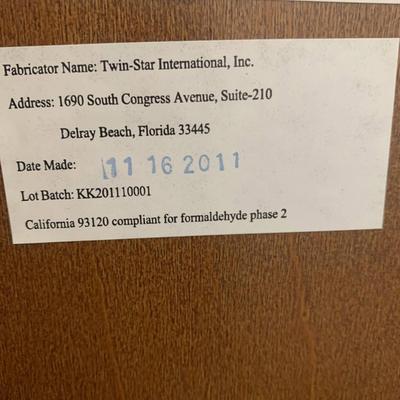 Fabricator Name: Twin-Star International, Inc.
Address: 1690 South Congress Avenue, Suite-210
Delray Beach, Florida 33445
Date Made: 11 16 2011
Lot Batch: KK201110001
California 93120 compliant for formaldehyde phase 2